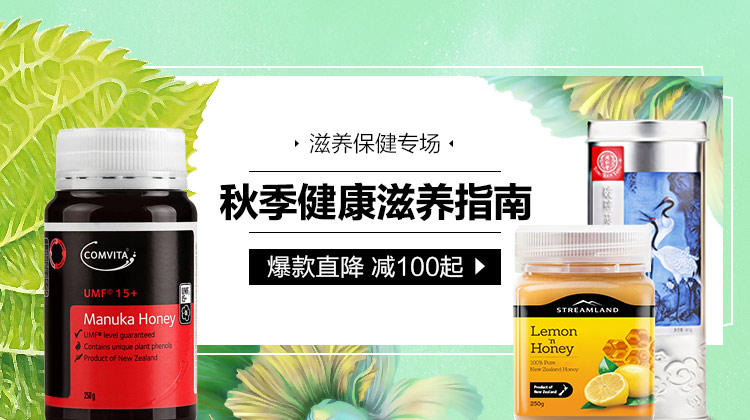 滋养保健专场
秋季健康滋养指南
爆款直降 减100起
COMVITA
UMF® 15+
Manuka Honey
UMF® level guaranteed
Contains unique plant phenols
Product of New Zealand
250g
STREAMLAND
Lemon
'n
Honey
100% Pure
New Zealand Honey
Product of
New Zealand
250g